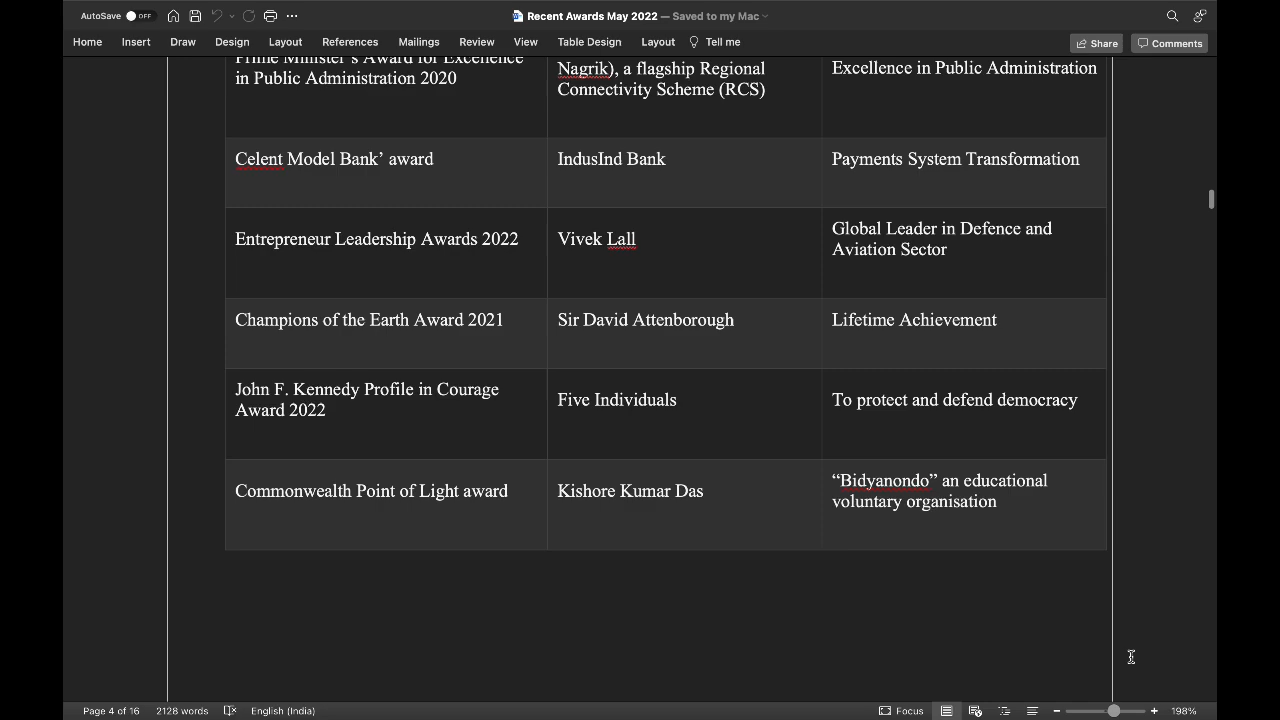 AutoSave OFF
Recent Awards May 2022 — Saved to my Mac
Home Insert Draw Design Layout References Mailings Review View Table Design Layout Tell me
Share Comments
Prime Minister's Award for Excellence
in Public Administration 2020
Nagrik), a flagship Regional
Connectivity Scheme (RCS)
Excellence in Public Administration
Celent Model Bank’ award
IndusInd Bank
Payments System Transformation
Entrepreneur Leadership Awards 2022
Vivek Lall
Global Leader in Defence and
Aviation Sector
Champions of the Earth Award 2021
Sir David Attenborough
Lifetime Achievement
John F. Kennedy Profile in Courage
Award 2022
Five Individuals
To protect and defend democracy
Commonwealth Point of Light award
Kishore Kumar Das
“Bidyanondo” an educational
voluntary organisation
Page 4 of 16 2128 words English (India) Focus 198%